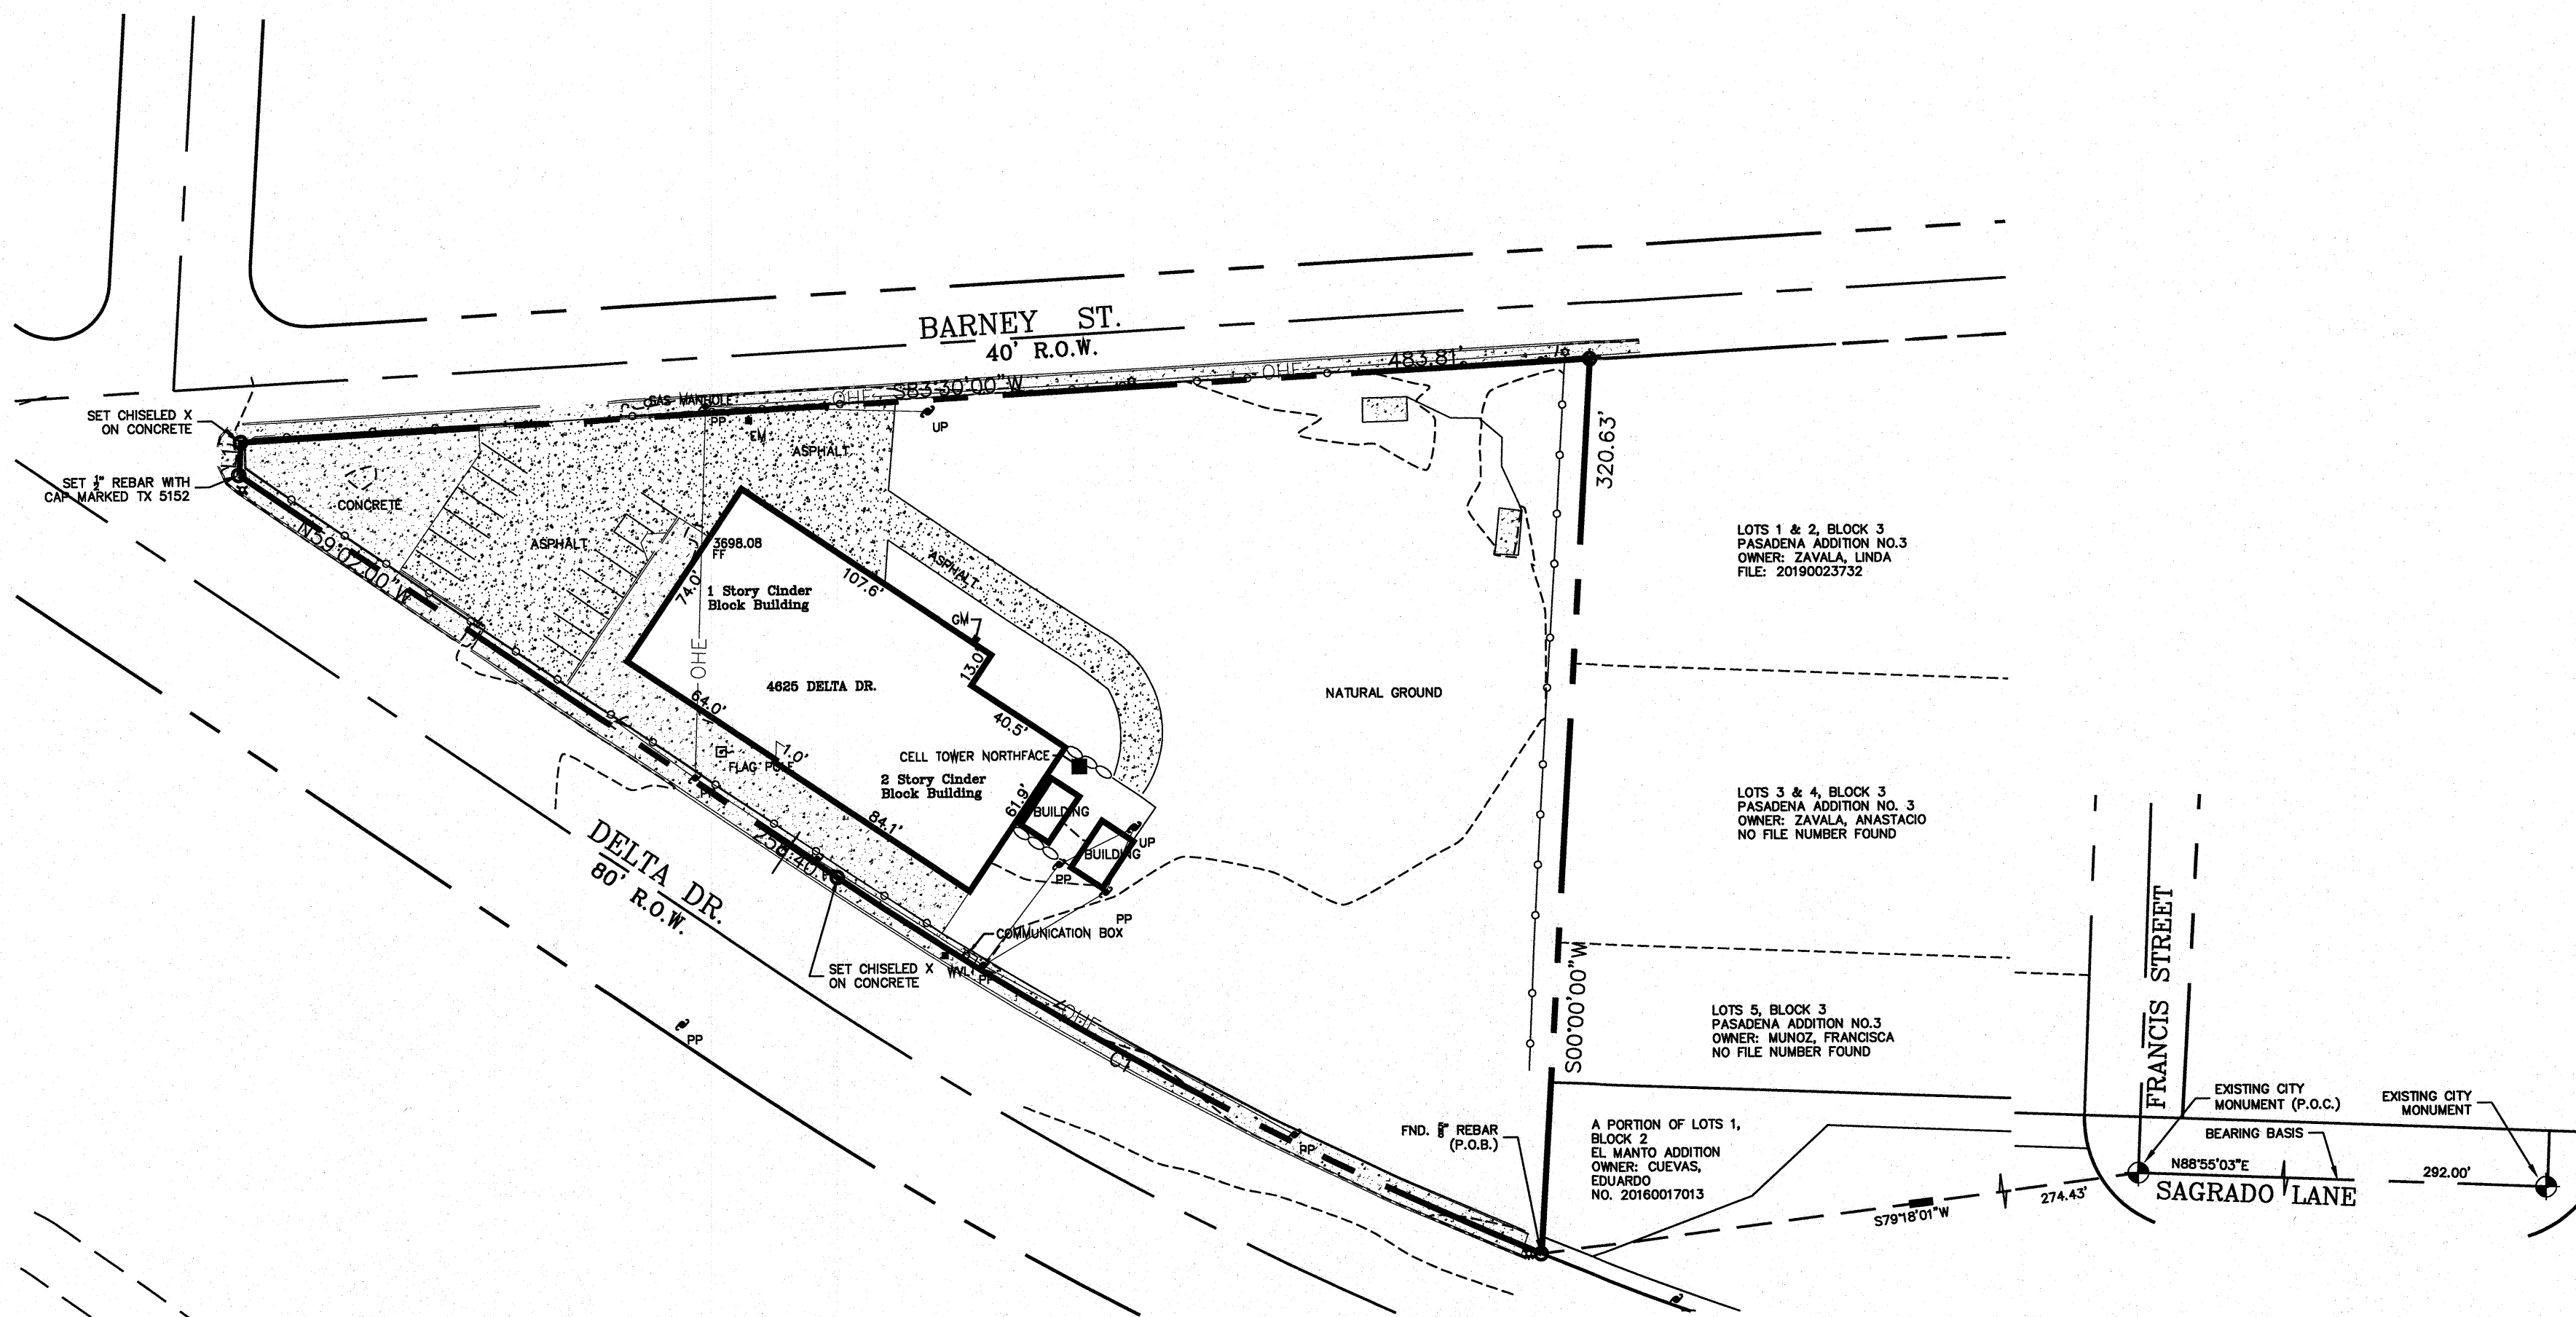 BARNEY ST.
40' R.O.W.
483.81'
S83°30'00"W
OHE
OHE
GAS MANHOLE
PP
EM
UP
SET CHISELED X
ON CONCRETE
SET ½" REBAR WITH
CAP MARKED TX 5152
CONCRETE
ASPHALT
ASPHALT
ASPHALT
N59°02'00"W
3698.08
FF
74.0'
1 Story Cinder
Block Building
107.6'
GM
13.0'
40.5'
OHE
64.0'
4625 DELTA DR.
1.0'
FLAG POLE
PP
CELL TOWER NORTHFACE
2 Story Cinder
Block Building
61.9'
84.1'
BUILDING
BUILDING
UP
PP
PP
258.40'
DELTA DR.
80' R.O.W.
COMMUNICATION BOX
SET CHISELED X
ON CONCRETE
WVL
PP
OHE
C1
PP
PP
NATURAL GROUND
320.63'
S00°00'00"W
LOTS 1 & 2, BLOCK 3
PASADENA ADDITION NO.3
OWNER: ZAVALA, LINDA
FILE: 20190023732
LOTS 3 & 4, BLOCK 3
PASADENA ADDITION NO. 3
OWNER: ZAVALA, ANASTACIO
NO FILE NUMBER FOUND
LOTS 5, BLOCK 3
PASADENA ADDITION NO.3
OWNER: MUNOZ, FRANCISCA
NO FILE NUMBER FOUND
A PORTION OF LOTS 1,
BLOCK 2
EL MANTO ADDITION
OWNER: CUEVAS,
EDUARDO
NO. 20160017013
FND. ⅝" REBAR
(P.O.B.)
FRANCIS STREET
EXISTING CITY
MONUMENT (P.O.C.)
EXISTING CITY
MONUMENT
BEARING BASIS
N88°55'03"E
292.00'
SAGRADO LANE
274.43'
S79°18'01"W